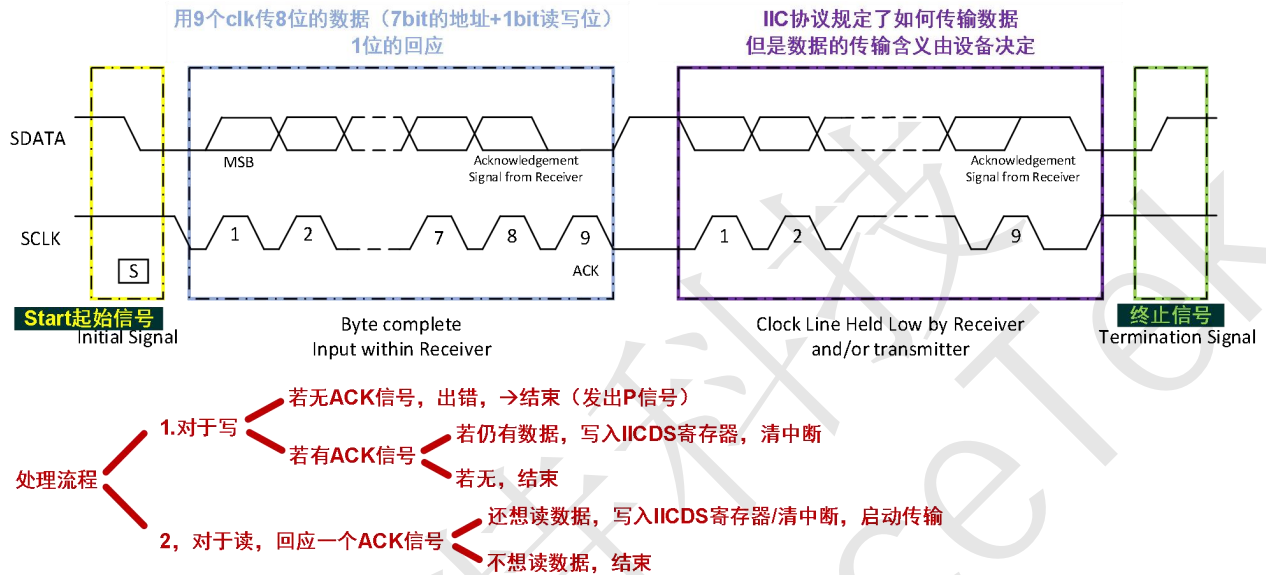 用9个clk传8位的数据（7bit的地址+1bit读写位）
1位的回应
IIC协议规定了如何传输数据
但是数据的传输含义由设备决定
SDATA
MSB
Acknowledgement
Signal from Receiver
Acknowledgement
Signal from Receiver
SCLK
1 2 7 8 9 1 2 9
S
ACK
Start起始信号
Initial Signal
Byte complete
Input within Receiver
Clock Line Held Low by Receiver
and/or transmitter
终止信号
Termination Signal
处理流程
1.对于写
若无ACK信号，出错，→结束（发出P信号）
若有ACK信号
若仍有数据，写入IICDS寄存器，清中断
若无，结束
2，对于读，回应一个ACK信号
还想读数据，写入IICDS寄存器/清中断，启动传输
不想读数据，结束
科技
ceTek